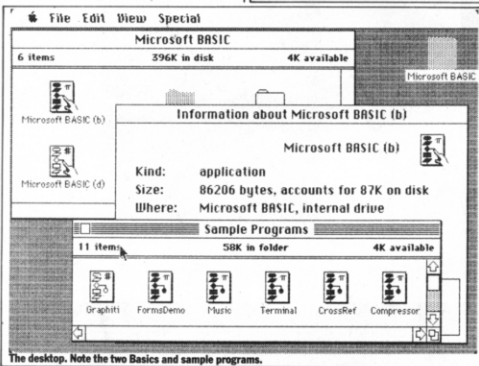 File Edit View Special
Microsoft BASIC
6 items 396K in disk 4K available
Microsoft BASIC
Microsoft BASIC (b)
Information about Microsoft BASIC (b)
Microsoft BASIC (b)
Microsoft BASIC (d)
Kind: application
Size: 86206 bytes, accounts for 87K on disk
Where: Microsoft BASIC, internal drive
Sample Programs
11 items 58K in folder 4K available
Graphiti FormsDemo Music Terminal CrossRef Compressor
The desktop. Note the two Basics and sample programs.